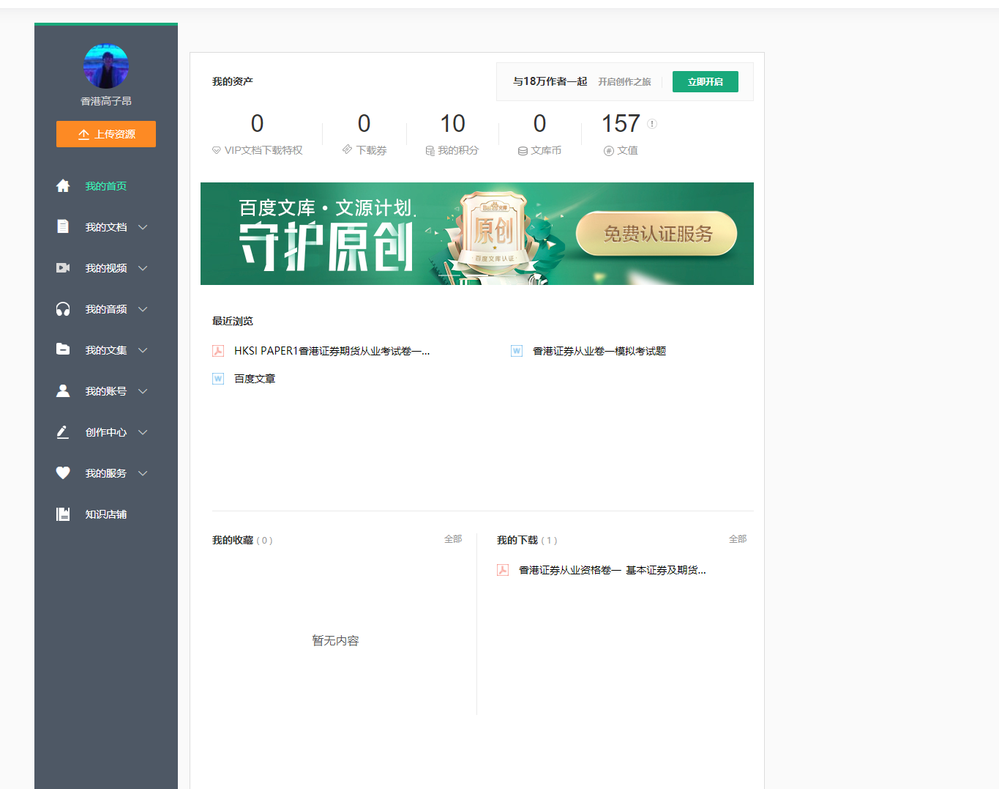 香港高子昂
上传资源
我的首页
我的文档
我的视频
我的音频
我的文集
我的账号
创作中心
我的服务
知识店铺
我的资产
与18万作者一起 开启创作之旅 立即开启
0 0 10 0 157
VIP文档下载特权 下载券 我的积分 文库币 文值
百度文库·文源计划
守护原创
Bai 文库
原创
百度文库认证
免费认证服务
最近浏览
HKSI PAPER1香港证券期货从业考试卷一...
香港证券从业卷一模拟考试题
百度文章
我的收藏 ( 0 ) 全部
暂无内容
我的下载 ( 1 ) 全部
香港证券从业资格卷一 基本证券及期货...